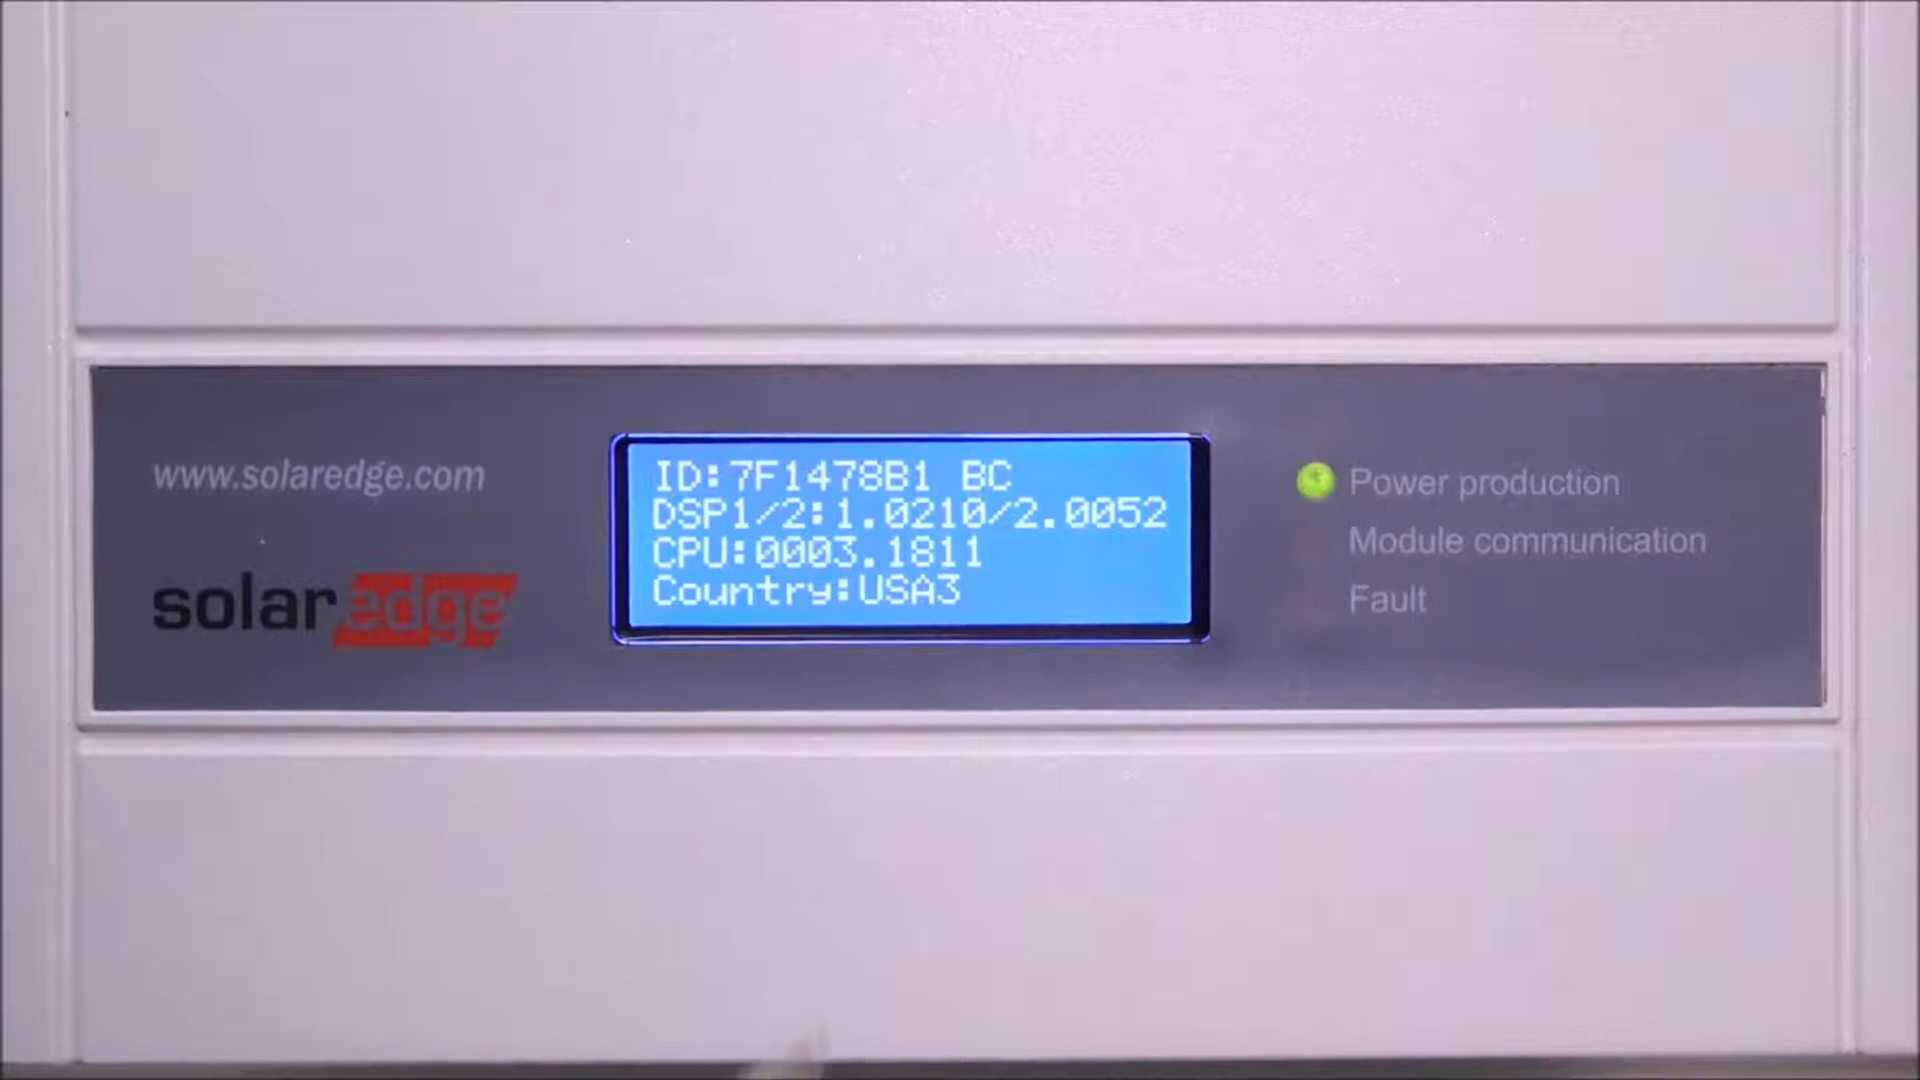 www.solaredge.com
solaredge
ID:7F1478B1 BC
DSP1/2:1.0210/2.0052
CPU:0003.1811
Country:USA3
Power production
Module communication
Fault